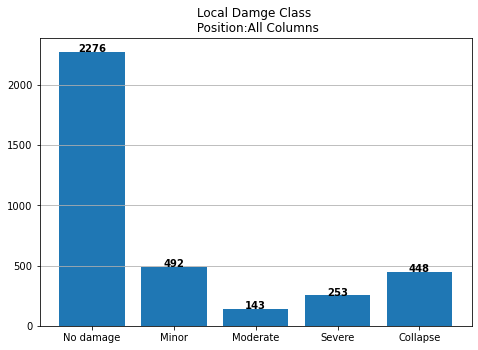 Local Damge Class
Position:All Columns
2276
2000
1500
1000
500
0
492
143
253
448
No damage
Minor
Moderate
Severe
Collapse